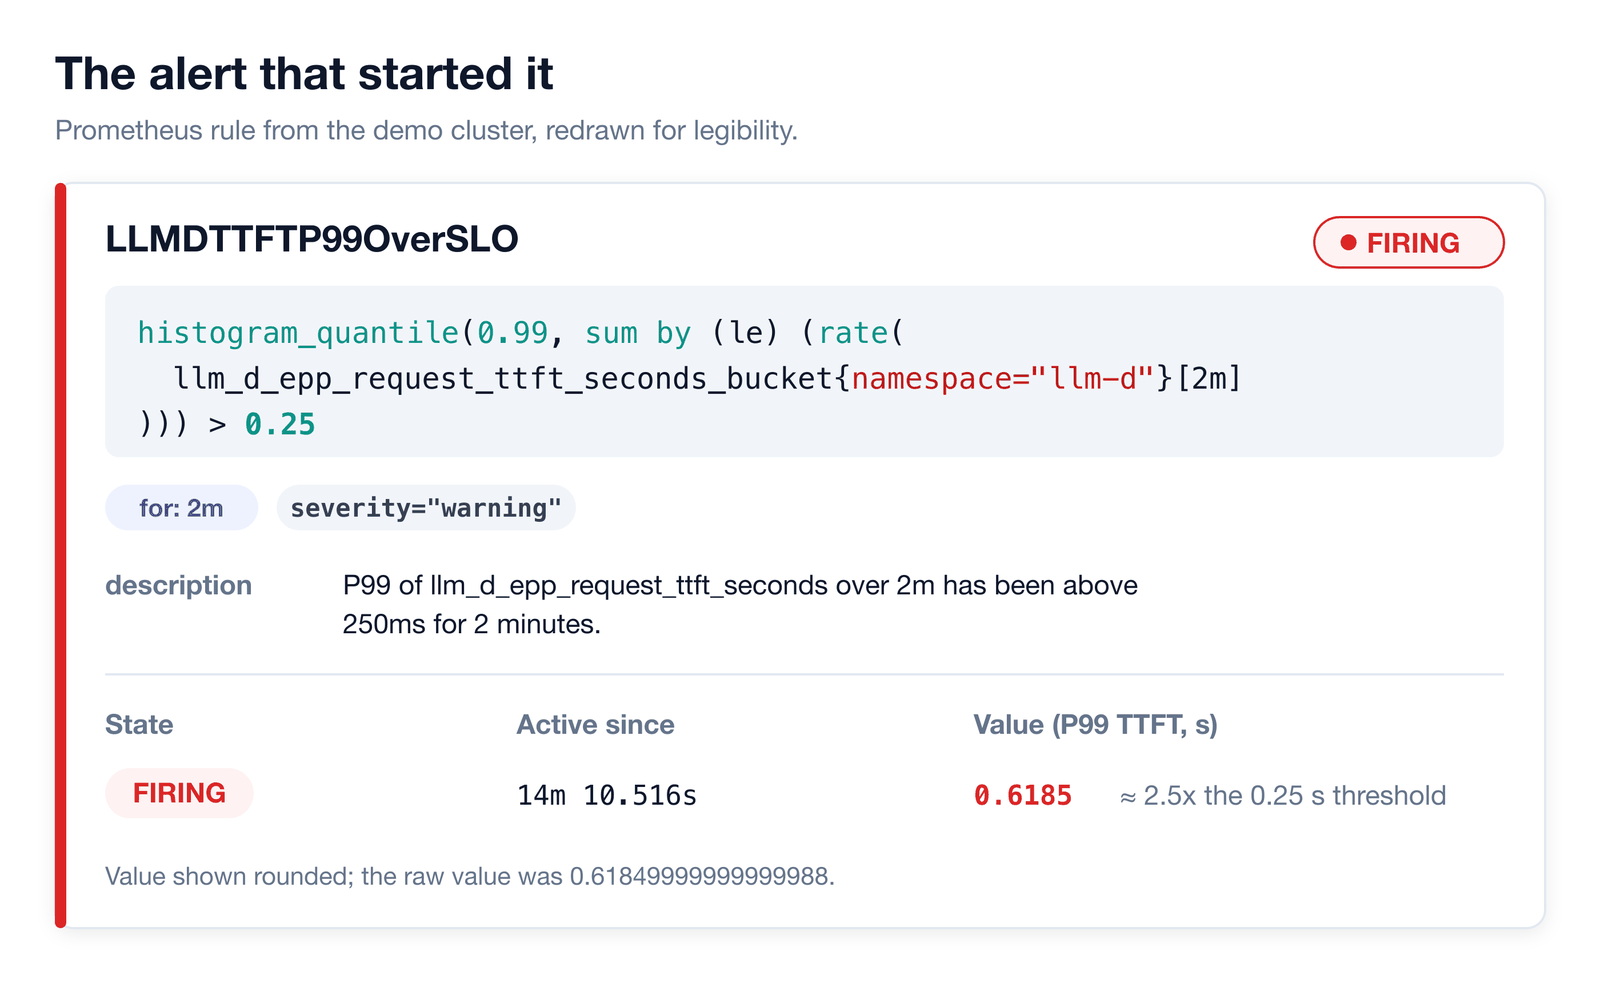 The alert that started it
Prometheus rule from the demo cluster, redrawn for legibility.
LLMDTTFTP99OverSLO
FIRING
histogram_quantile(0.99, sum by (le) (rate(
  llm_d_epp_request_ttft_seconds_bucket{namespace="llm-d"}[2m]
))) > 0.25
for: 2m
severity="warning"
description
P99 of llm_d_epp_request_ttft_seconds over 2m has been above
250ms for 2 minutes.
State
Active since
Value (P99 TTFT, s)
FIRING
14m 10.516s
0.6185
≈ 2.5x the 0.25 s threshold
Value shown rounded; the raw value was 0.61849999999999988.